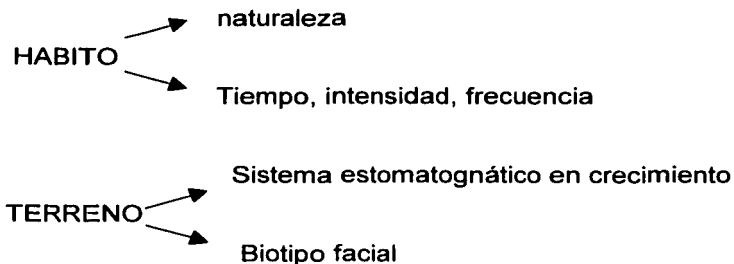 naturaleza
HABITO
Tiempo, intensidad, frecuencia
Sistema estomatognático en crecimiento
TERRENO
Biotipo facial